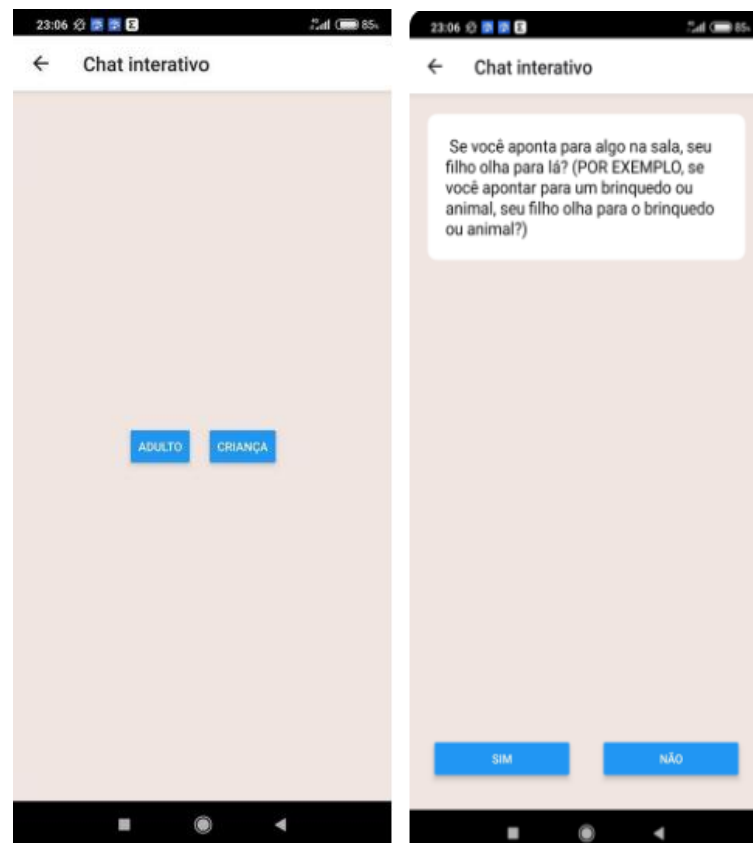 23:06
85%
Chat interativo
ADULTO
CRIANÇA
23:06
85%
Chat interativo
Se você aponta para algo na sala, seu
filho olha para lá? (POR EXEMPLO, se
você apontar para um brinquedo ou
animal, seu filho olha para o brinquedo
ou animal?)
SIM
NÃO